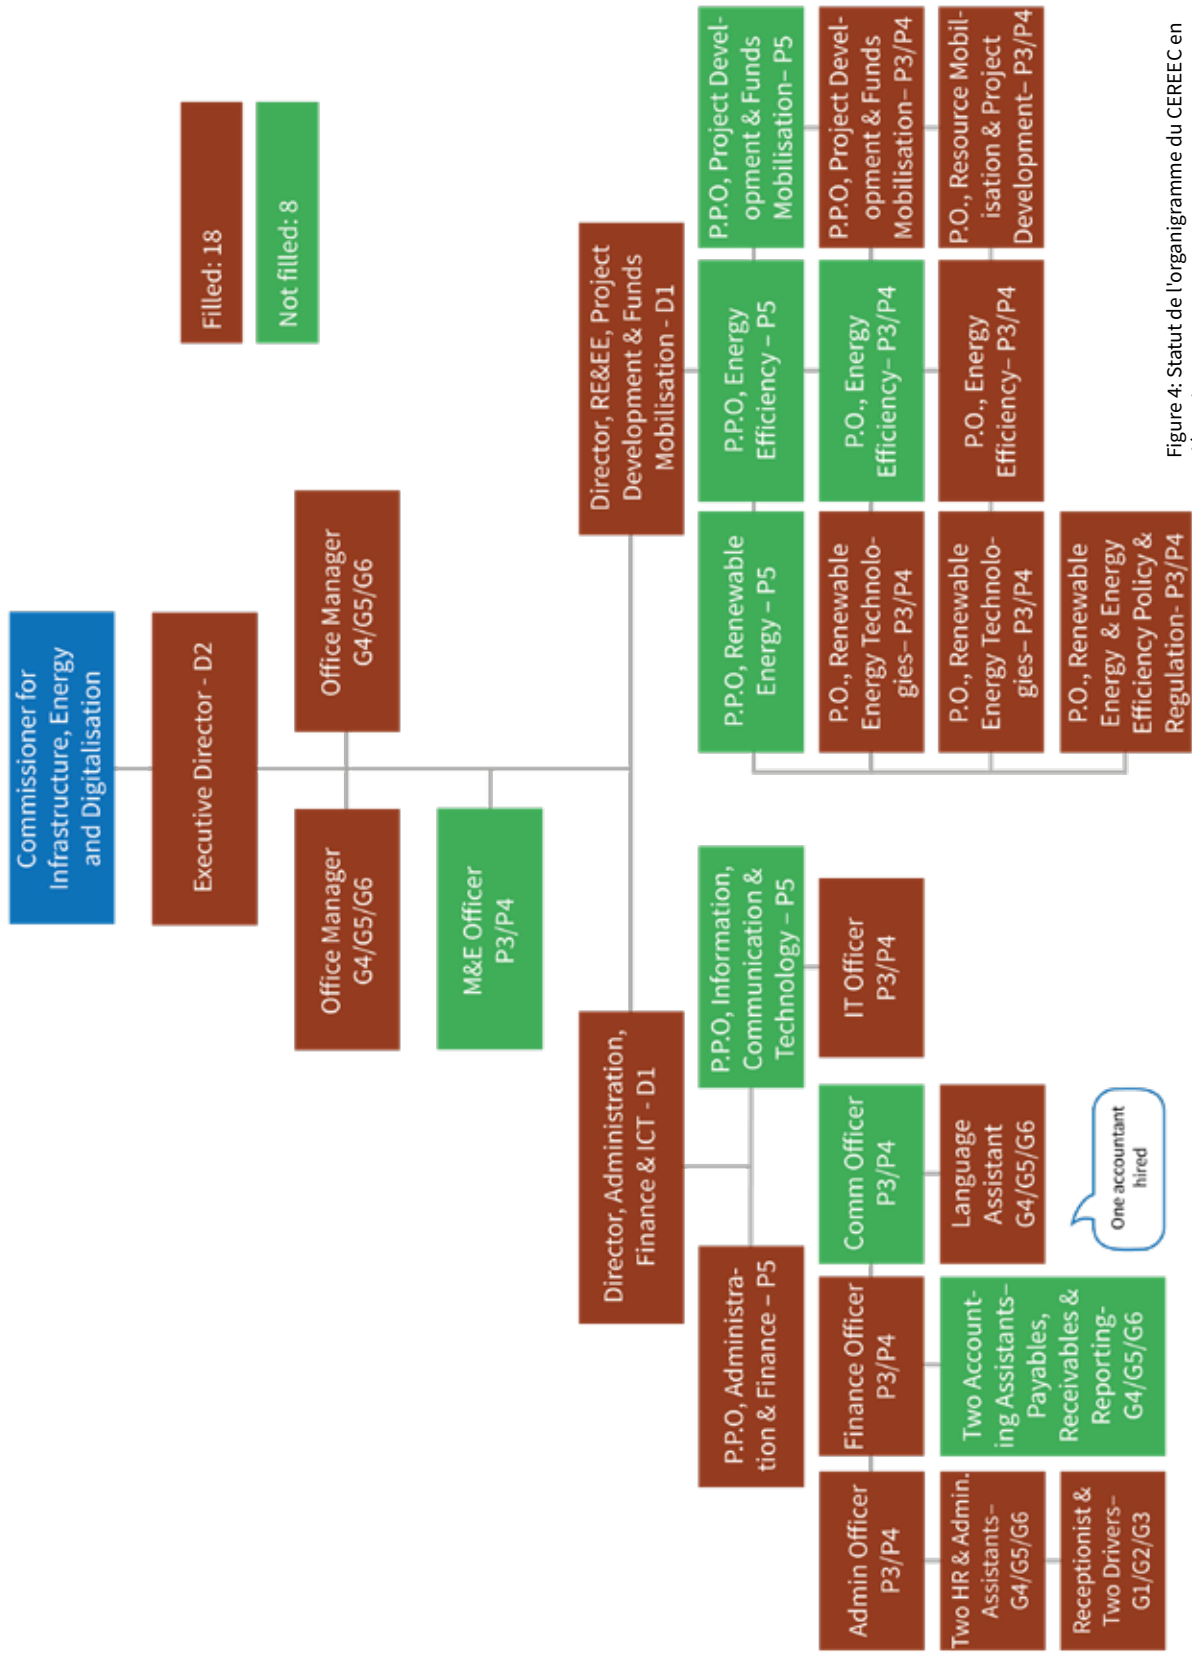 Commissioner for
Infrastructure, Energy
and Digitalisation
Executive Director - D2
Filled: 18
Not filled: 8
Office Manager
G4/G5/G6
Office Manager
G4/G5/G6
M&E Officer
P3/P4
Director, Administration,
Finance & ICT - D1
Director, RE&EE, Project
Development & Funds
Mobilisation - D1
P.P.O, Administra-
tion & Finance – P5
P.P.O, Information,
Communication &
Technology – P5
P.P.O, Renewable
Energy – P5
P.P.O, Energy
Efficiency – P5
P.P.O, Project Devel-
opment & Funds
Mobilisation– P5
Admin Officer
P3/P4
Finance Officer
P3/P4
Comm Officer
P3/P4
IT Officer
P3/P4
P.O., Renewable
Energy Technolo-
gies– P3/P4
P.O., Energy
Efficiency– P3/P4
P.P.O, Project Devel-
opment & Funds
Mobilisation– P3/P4
Two HR & Admin.
Assistants–
G4/G5/G6
Two Account-
ing Assistants–
Payables,
Receivables &
Reporting-
G4/G5/G6
Language
Assistant
G4/G5/G6
P.O., Renewable
Energy Technolo-
gies– P3/P4
P.O., Energy
Efficiency– P3/P4
P.O., Resource Mobil-
isation & Project
Development– P3/P4
Receptionist &
Two Drivers–
G1/G2/G3
One accountant
hired
P.O., Renewable
Energy & Energy
Efficiency Policy &
Regulation- P3/P4
Figure 4: Statut de l'organigramme du CEREEC en